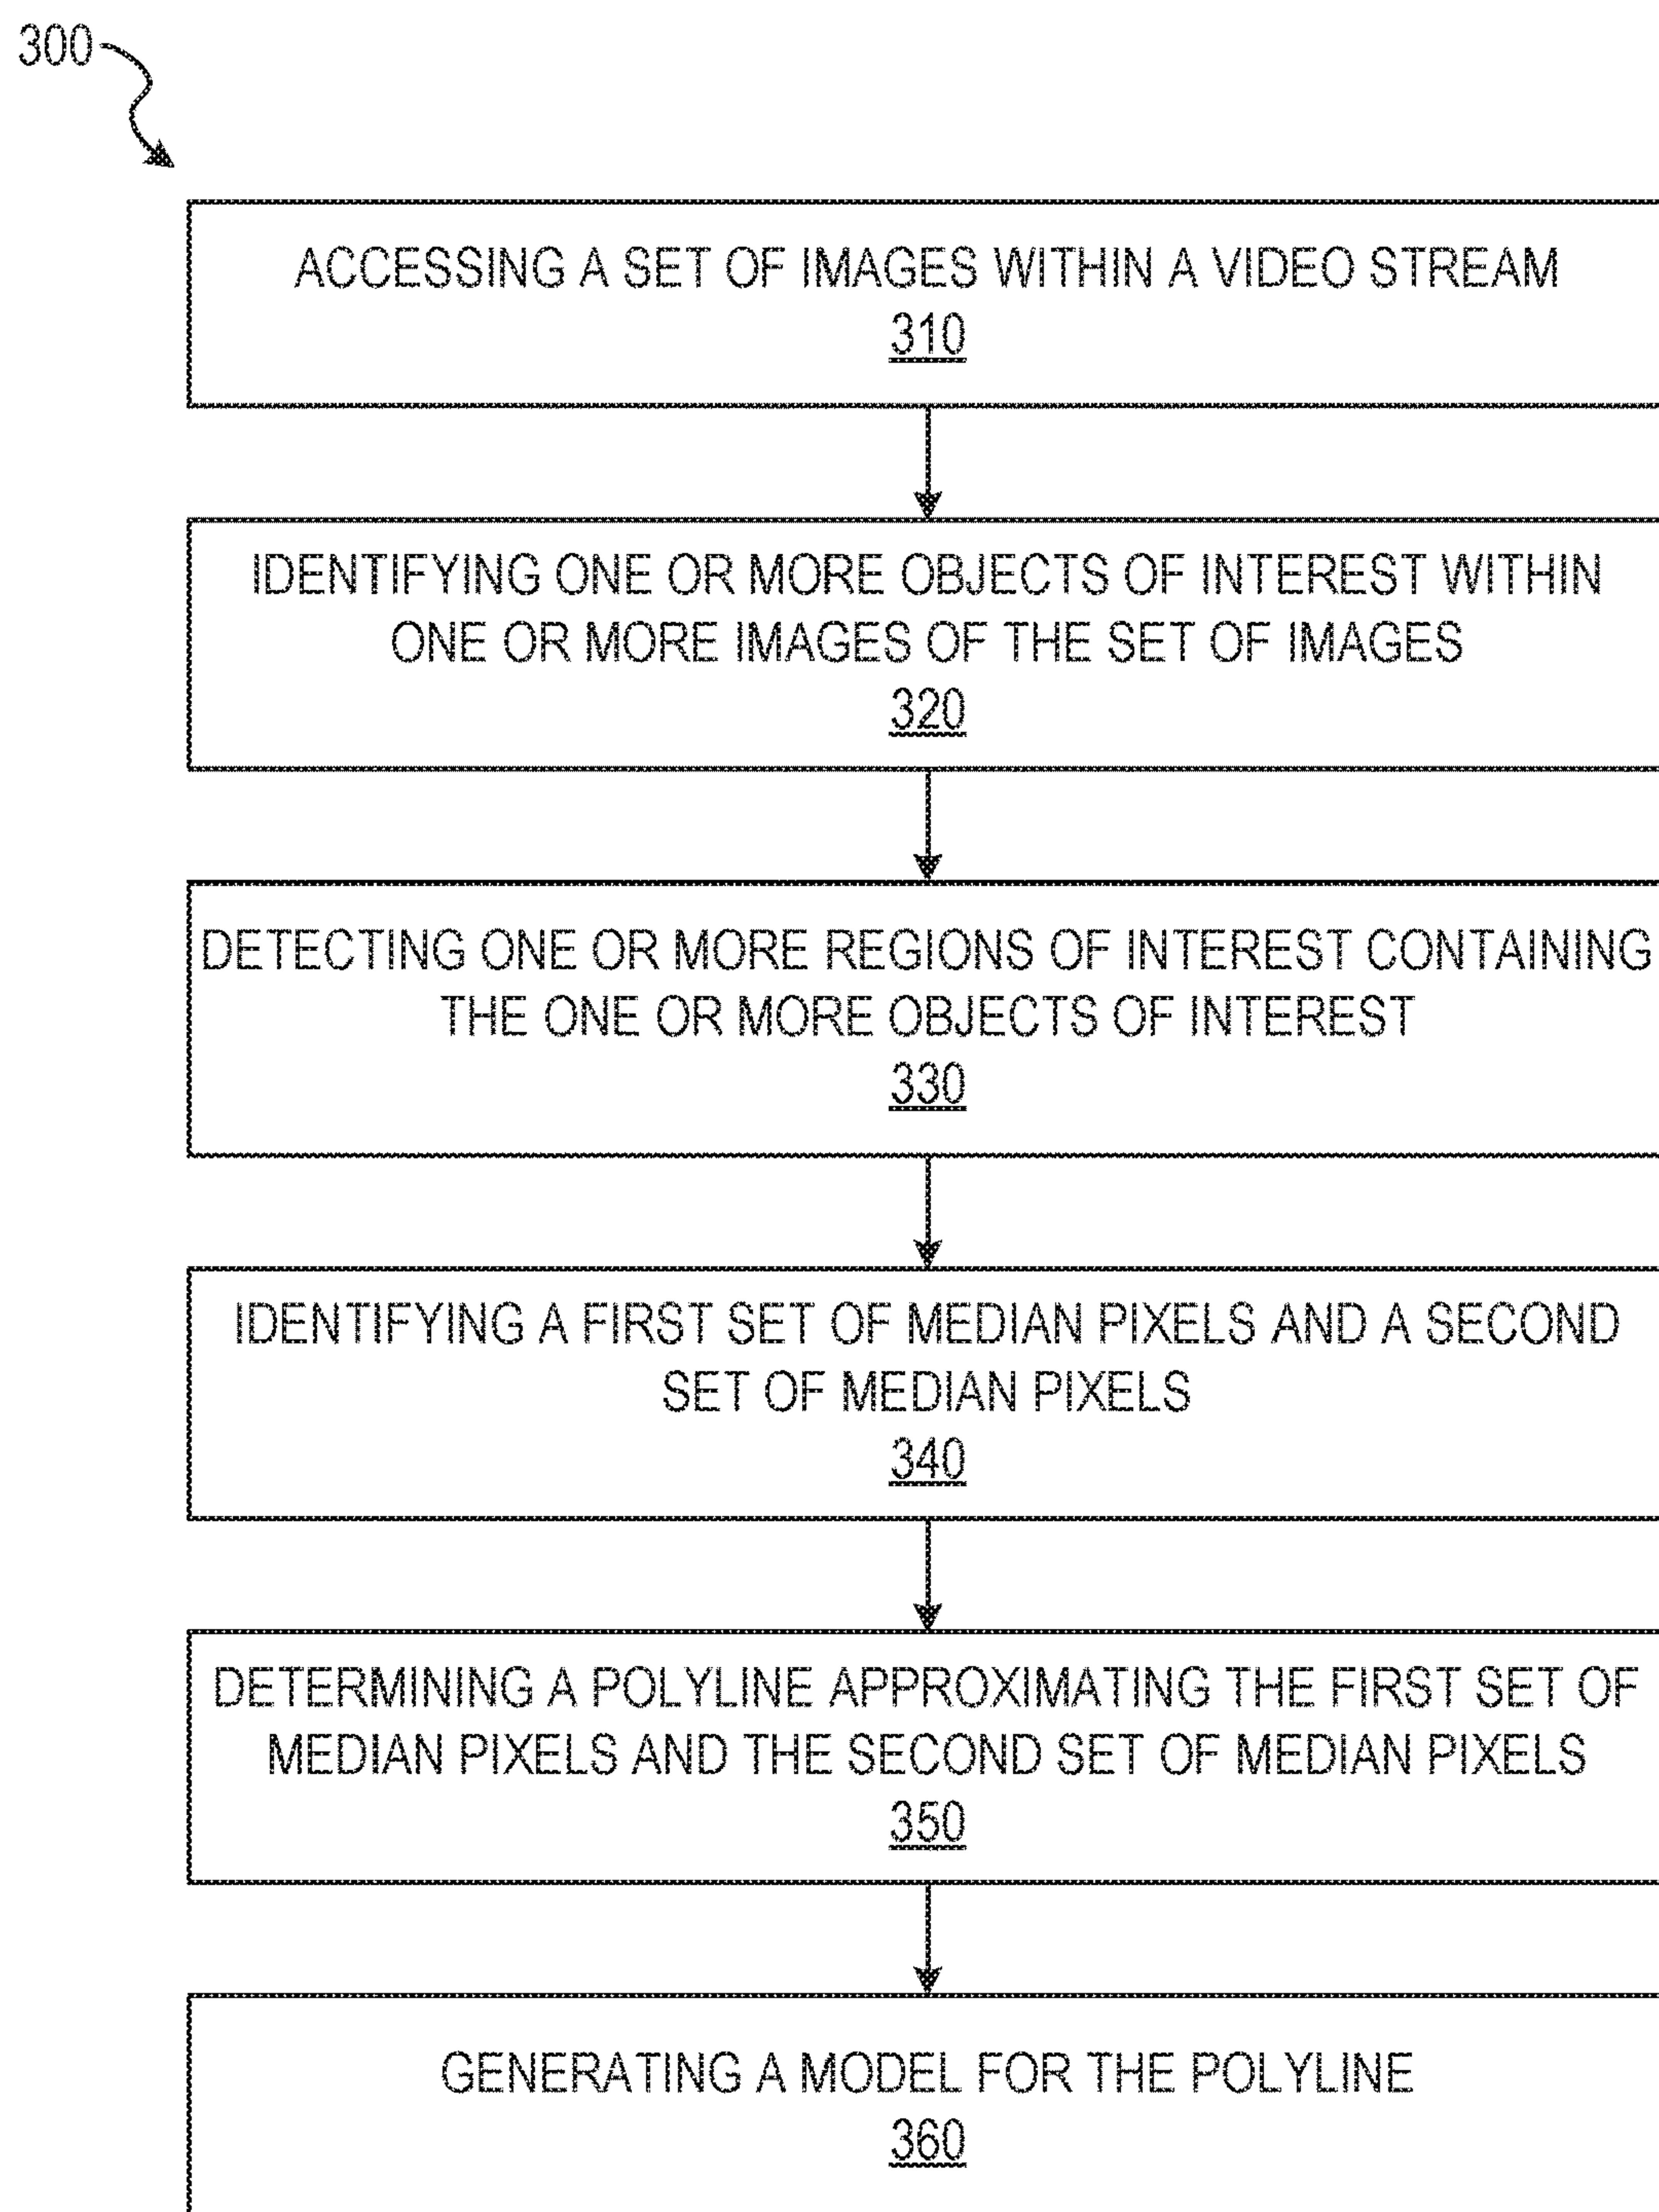 300
ACCESSING A SET OF IMAGES WITHIN A VIDEO STREAM
310
IDENTIFYING ONE OR MORE OBJECTS OF INTEREST WITHIN
ONE OR MORE IMAGES OF THE SET OF IMAGES
320
DETECTING ONE OR MORE REGIONS OF INTEREST CONTAINING
THE ONE OR MORE OBJECTS OF INTEREST
330
IDENTIFYING A FIRST SET OF MEDIAN PIXELS AND A SECOND
SET OF MEDIAN PIXELS
340
DETERMINING A POLYLINE APPROXIMATING THE FIRST SET OF
MEDIAN PIXELS AND THE SECOND SET OF MEDIAN PIXELS
350
GENERATING A MODEL FOR THE POLYLINE
360